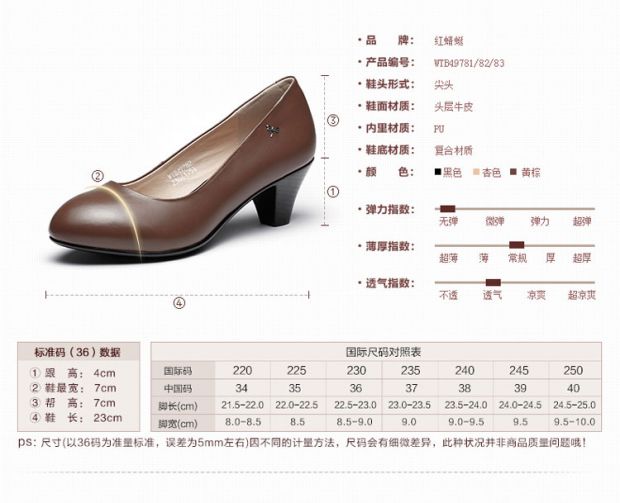 ·品 牌：红蜻蜓
·产品编号：WTB49781/82/83
·鞋头形式：尖头
·鞋面材质：头层牛皮
·内里材质：PU
·鞋底材质：复合材质
·颜 色：黑色 杏色 黄棕
·弹力指数：
无弹 微弹 弹力 超弹
·薄厚指数：
超薄 薄 常规 厚 超厚
·透气指数：
不透 透气 凉爽 超凉爽
③
②
①
④
标准码（36）数据
① 跟 高：4cm
② 鞋最宽：7cm
③ 帮 高：7cm
④ 鞋 长：23cm
国际尺码对照表
国际码 220 225 230 235 240 245 250
中国码 34 35 36 37 38 39 40
脚长(cm) 21.5-22.0 22.0-22.5 22.5-23.0 23.0-23.5 23.5-24.0 24.0-24.5 24.5-25.0
脚宽(cm) 8.0-8.5 8.5 8.5-9.0 9.0 9.0-9.5 9.5 9.5-10.0
ps: 尺寸(以36码为准量标准，误差为5mm左右)因不同的计量方法，尺码会有细微差异，此种状况并非商品质量问题哦！